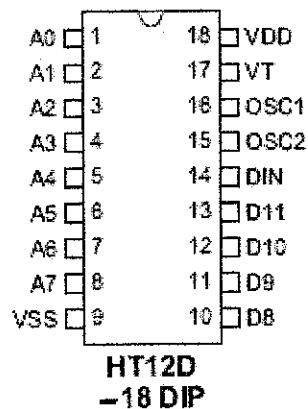 A0 1 18 VDD
A1 2 17 VT
A2 3 16 OSC1
A3 4 15 OSC2
A4 5 14 DIN
A5 6 13 D11
A6 7 12 D10
A7 8 11 D9
VSS 9 10 D8
HT12D
–18 DIP